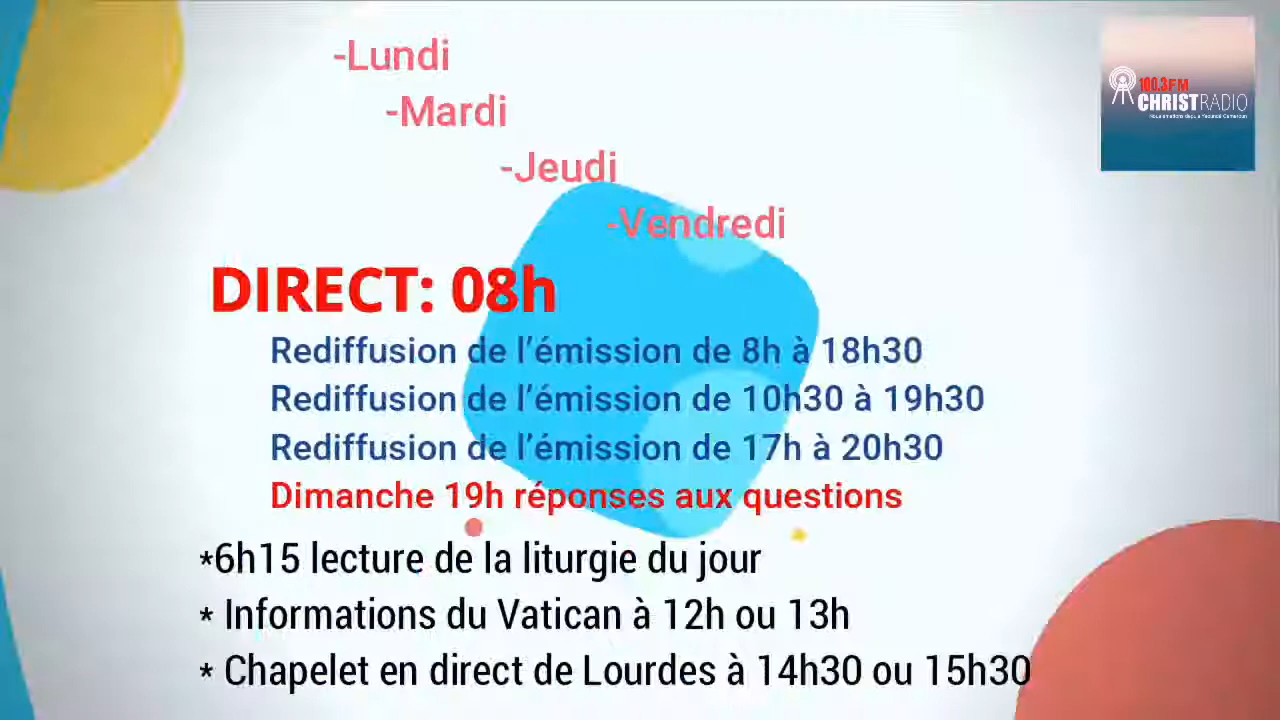 -Lundi
-Mardi
-Jeudi
-Vendredi
100.3FM
CHRISTRADIO
DIRECT: 08h
Rediffusion de l’émission de 8h à 18h30
Rediffusion de l’émission de 10h30 à 19h30
Rediffusion de l’émission de 17h à 20h30
Dimanche 19h réponses aux questions
*6h15 lecture de la liturgie du jour
* Informations du Vatican à 12h ou 13h
* Chapelet en direct de Lourdes à 14h30 ou 15h30